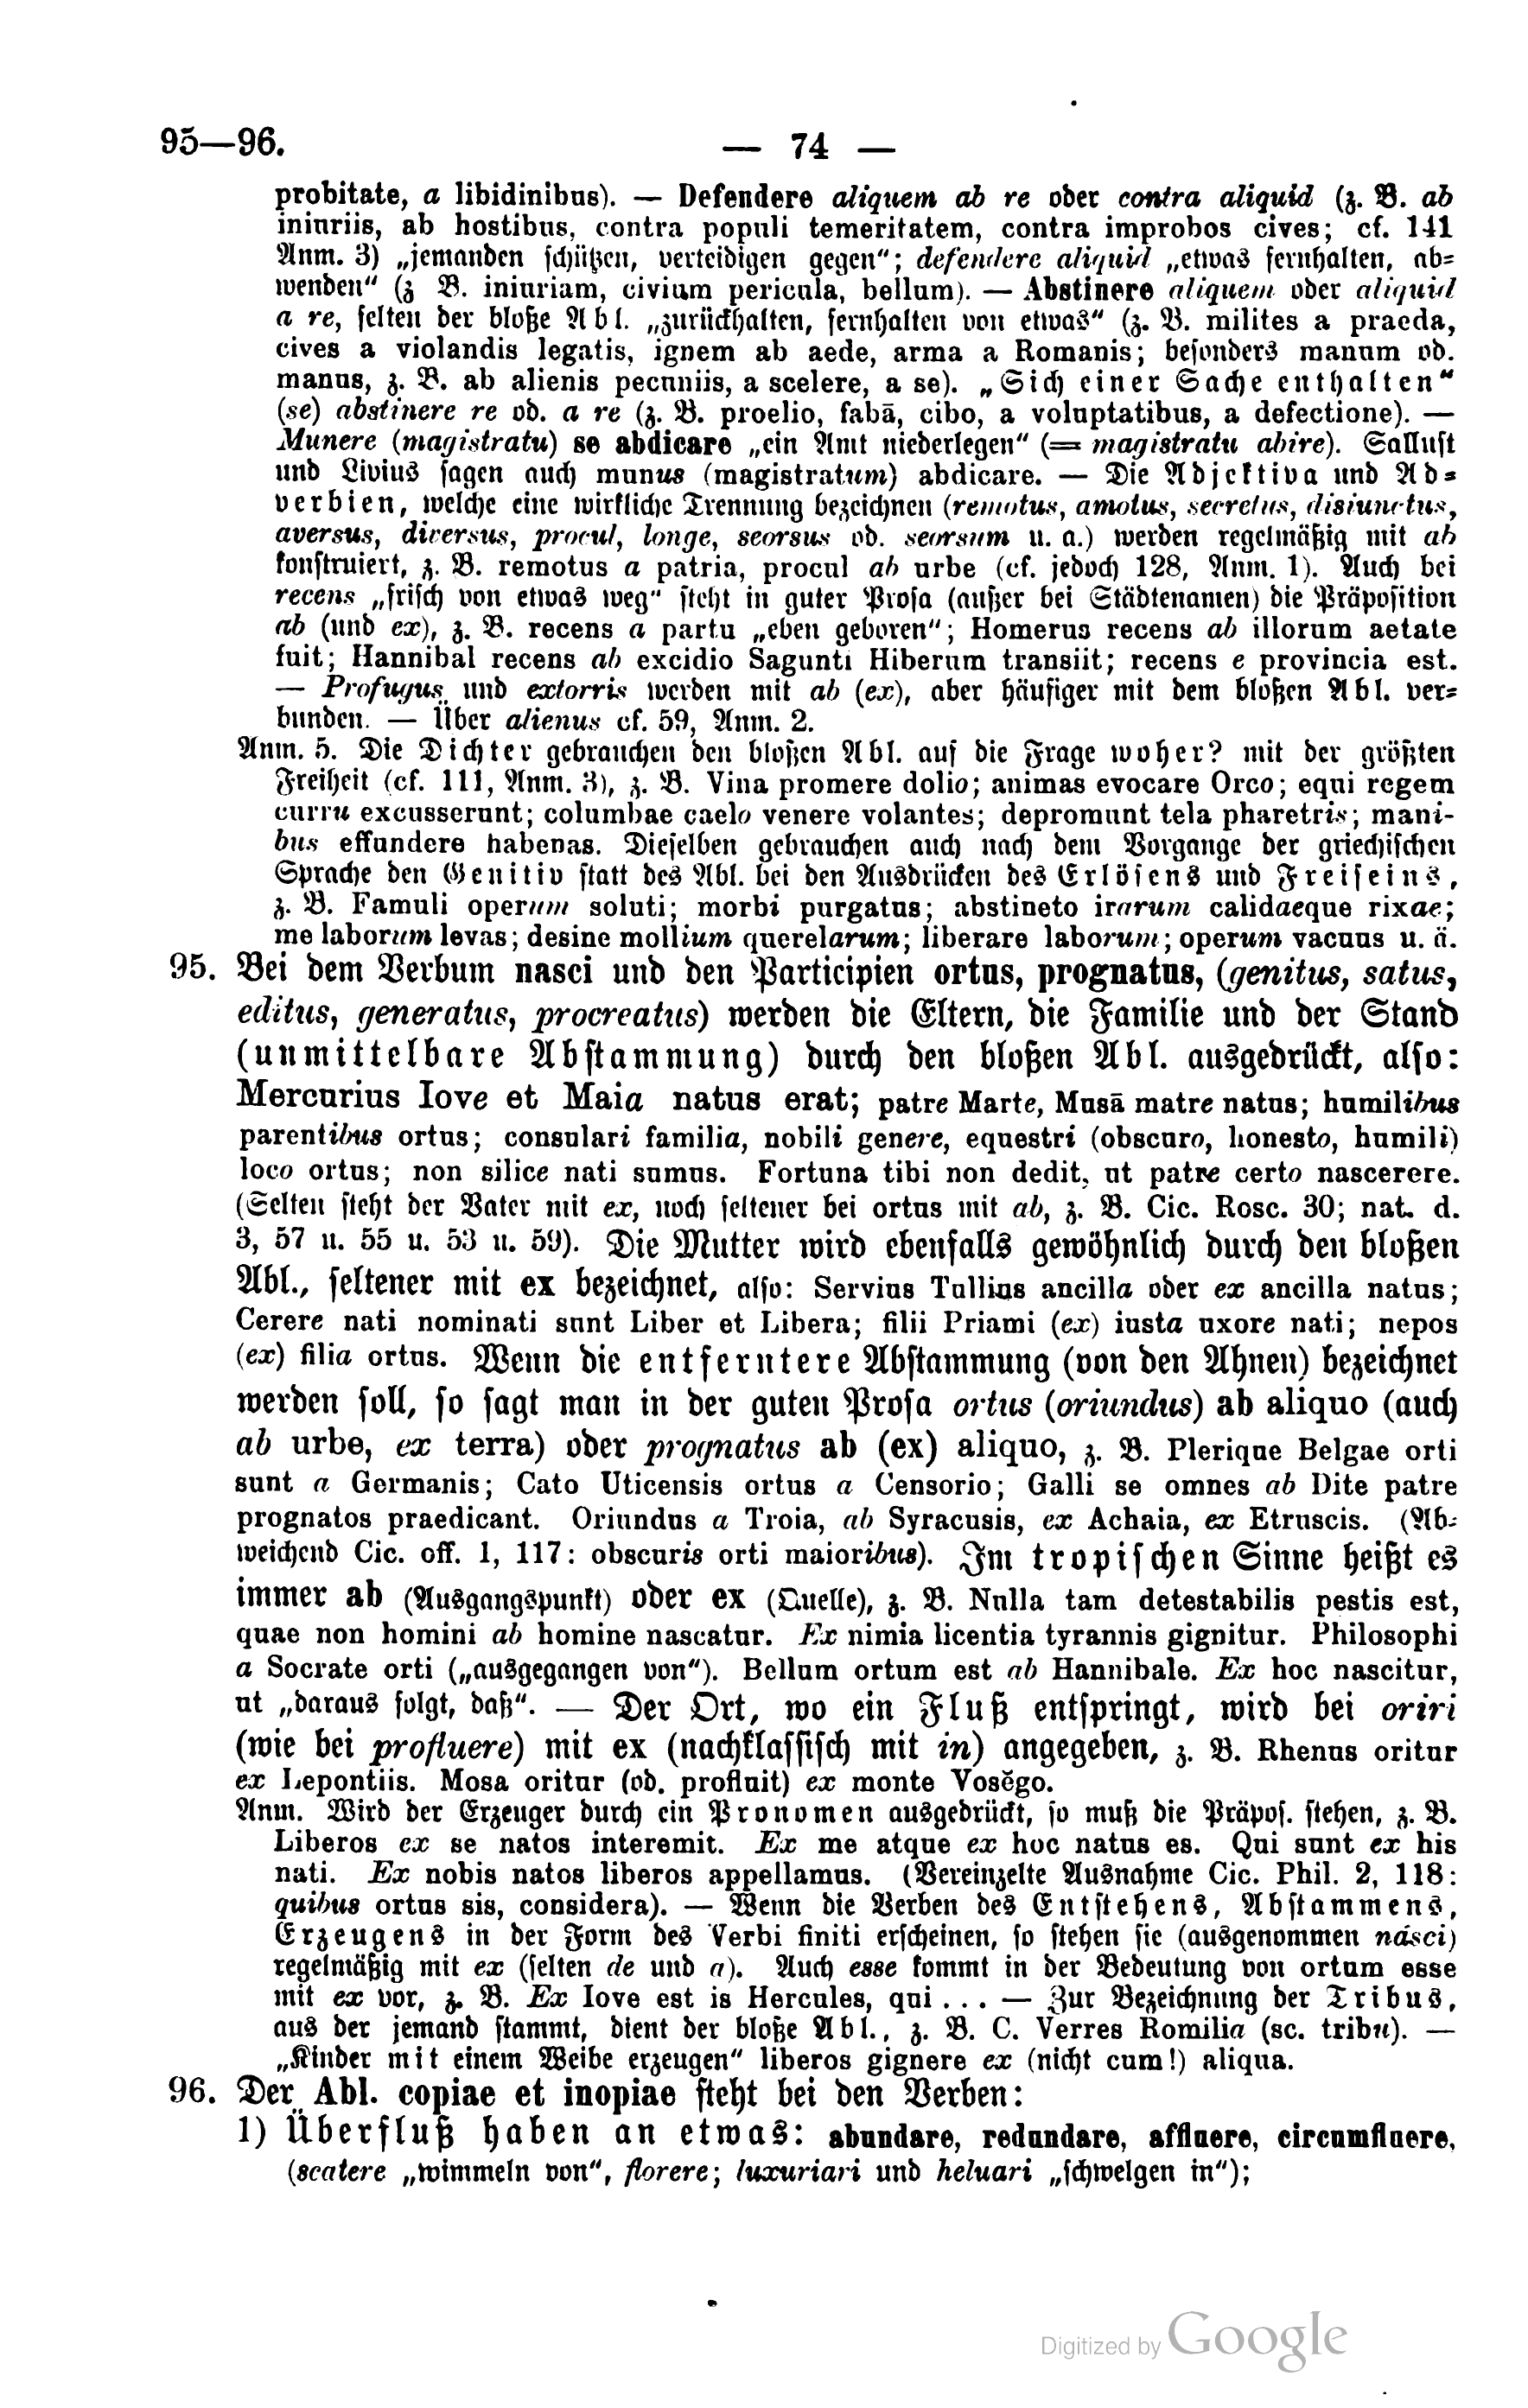 95—96.
— 74 —
probitate, a libidinibus). — Defendere aliquem ab re oder contra aliquid (z. B. ab
iniuriis, ab hostibus, contra populi temeritatem, contra improbos cives; cf. 141
Anm. 3) „jemanden schützen, verteidigen gegen“; defendere aliquid „etwas fernhalten, ab=
wenden“ (z B. iniuriam, civium pericula, bellum). — Abstinere aliquem oder aliquid
a re, selten der bloße Abl. „zurückhalten, fernhalten von etwas“ (z. B. milites a praeda,
cives a violandis legatis, ignem ab aede, arma a Romanis; besonders manum od.
manus, z. B. ab alienis pecuniis, a scelere, a se). „Sich einer Sache enthalten“
(se) abstinere re od. a re (z. B. proelio, fabā, cibo, a voluptatibus, a defectione). —
Munere (magistratu) se abdicare „ein Amt niederlegen“ (= magistratu abire). Sallust
und Livius sagen auch munus (magistratum) abdicare. — Die Adjektiva und Ad=
verbien, welche eine wirkliche Trennung bezeichnen (remotus, amotus, secretus, disiunctus,
aversus, diversus, procul, longe, seorsus od. seorsum u. a.) werden regelmäßig mit ab
konstruiert, z. B. remotus a patria, procul ab urbe (cf. jedoch 128, Anm. 1). Auch bei
recens „frisch von etwas weg“ steht in guter Prosa (außer bei Städtenamen) die Präposition
ab (und ex), z. B. recens a partu „eben geboren“; Homerus recens ab illorum aetate
fuit; Hannibal recens ab excidio Sagunti Hiberum transiit; recens e provincia est.
— Profugus und extorris werden mit ab (ex), aber häufiger mit dem bloßen Abl. ver=
bunden. — Über alienus cf. 59, Anm. 2.
Anm. 5. Die Dichter gebrauchen den bloßen Abl. auf die Frage woher? mit der größten
Freiheit (cf. 111, Anm. 3), z. B. Vina promere dolio; animas evocare Orco; equi regem
curru excusserunt; columbae caelo venere volantes; depromunt tela pharetris; mani-
bus effundere habenas. Dieselben gebrauchen auch nach dem Vorgange der griechischen
Sprache den Genitiv statt des Abl. bei den Ausdrücken des Erlösens und Freiseins,
z. B. Famuli operum soluti; morbi purgatus; abstineto irarum calidaeque rixae;
me laborum levas; desine mollium querelarum; liberare laborum; operum vacuus u. ä.
95. Bei dem Verbum nasci und den Participien ortus, prognatus, (genitus, satus,
editus, generatus, procreatus) werden die Eltern, die Familie und der Stand
(unmittelbare Abstammung) durch den bloßen Abl. ausgedrückt, also:
Mercurius Iove et Maia natus erat; patre Marte, Musā matre natus; humilibus
parentibus ortus; consulari familia, nobili genere, equestri (obscuro, honesto, humili)
loco ortus; non silice nati sumus. Fortuna tibi non dedit, ut patre certo nascerere.
(Selten steht der Vater mit ex, noch seltener bei ortus mit ab, z. B. Cic. Rosc. 30; nat. d.
3, 57 u. 55 u. 53 u. 59). Die Mutter wird ebenfalls gewöhnlich durch den bloßen
Abl., seltener mit ex bezeichnet, also: Servius Tullius ancilla oder ex ancilla natus;
Cerere nati nominati sunt Liber et Libera; filii Priami (ex) iusta uxore nati; nepos
(ex) filia ortus. Wenn die entferntere Abstammung (von den Ahnen) bezeichnet
werden soll, so sagt man in der guten Prosa ortus (oriundus) ab aliquo (auch
ab urbe, ex terra) oder prognatus ab (ex) aliquo, z. B. Plerique Belgae orti
sunt a Germanis; Cato Uticensis ortus a Censorio; Galli se omnes ab Dite patre
prognatos praedicant. Oriundus a Troia, ab Syracusis, ex Achaia, ex Etruscis. (Ab=
weichend Cic. off. 1, 117: obscuris orti maioribus). Im tropischen Sinne heißt es
immer ab (Ausgangspunkt) oder ex (Quelle), z. B. Nulla tam detestabilis pestis est,
quae non homini ab homine nascatur. Ex nimia licentia tyrannis gignitur. Philosophi
a Socrate orti („ausgegangen von“). Bellum ortum est ab Hannibale. Ex hoc nascitur,
ut „daraus folgt, daß“. — Der Ort, wo ein Fluß entspringt, wird bei oriri
(wie bei profluere) mit ex (nachklassisch mit in) angegeben, z. B. Rhenus oritur
ex Lepontiis. Mosa oritur (od. profluit) ex monte Vosĕgo.
Anm. Wird der Erzeuger durch ein Pronomen ausgedrückt, so muß die Präpos. stehen, z. B.
Liberos ex se natos interemit. Ex me atque ex hoc natus es. Qui sunt ex his
nati. Ex nobis natos liberos appellamus. (Vereinzelte Ausnahme Cic. Phil. 2, 118:
quibus ortus sis, considera). — Wenn die Verben des Entstehens, Abstammens,
Erzeugens in der Form des Verbi finiti erscheinen, so stehen sie (ausgenommen násci)
regelmäßig mit ex (selten de und a). Auch esse kommt in der Bedeutung von ortum esse
mit ex vor, z. B. Ex Iove est is Hercules, qui ... — Zur Bezeichnung der Tribus,
aus der jemand stammt, dient der bloße Abl., z. B. C. Verres Romilia (sc. tribu). —
„Kinder mit einem Weibe erzeugen“ liberos gignere ex (nicht cum!) aliqua.
96. Der Abl. copiae et inopiae steht bei den Verben:
1) Überfluß haben an etwas: abundare, redundare, affluere, circumfluere,
(scatere „wimmeln von“, florere; luxuriari und heluari „schwelgen in“);
Digitized by Google